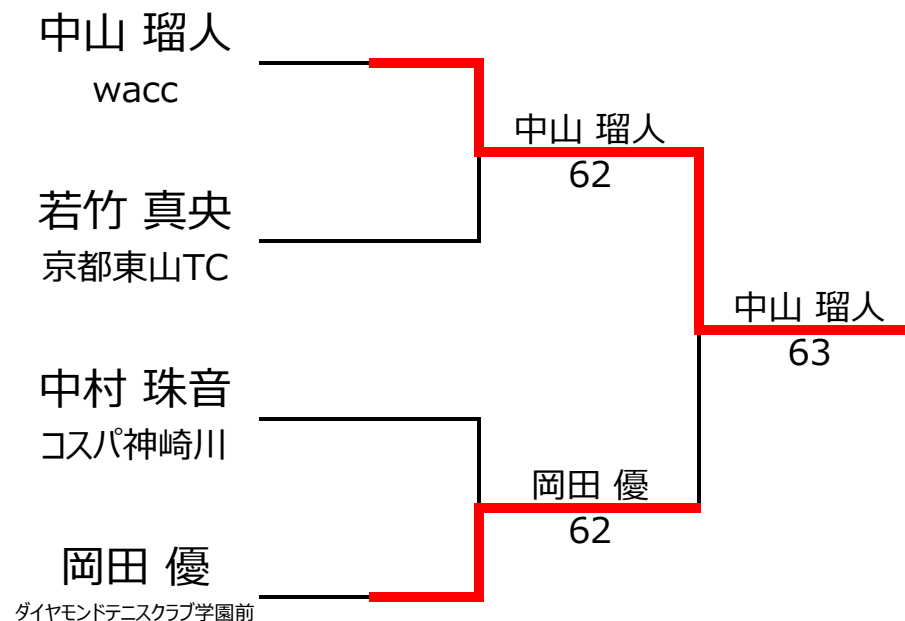 中山 瑠人
wacc
若竹 真央
京都東山TC
中村 珠音
コスパ神崎川
岡田 優
ダイヤモンドテニスクラブ学園前
中山 瑠人
62
岡田 優
62
中山 瑠人
63